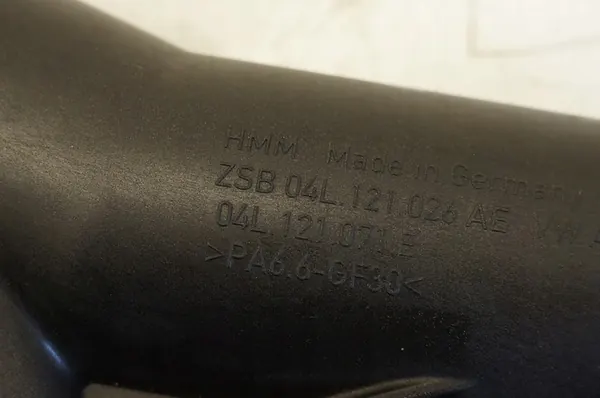 HMM Made in Germany
ZSB 04L.121.026 AE
04L.121.071.E
>PA6.6-GF30<